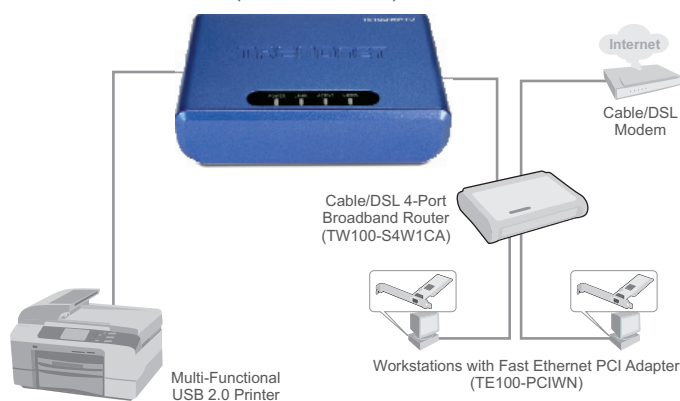 TRENDNET
Internet
Cable/DSL
Modem
Cable/DSL 4-Port
Broadband Router
(TW100-S4W1CA)
Workstations with Fast Ethernet PCI Adapter
(TE100-PCIWN)
Multi-Functional
USB 2.0 Printer